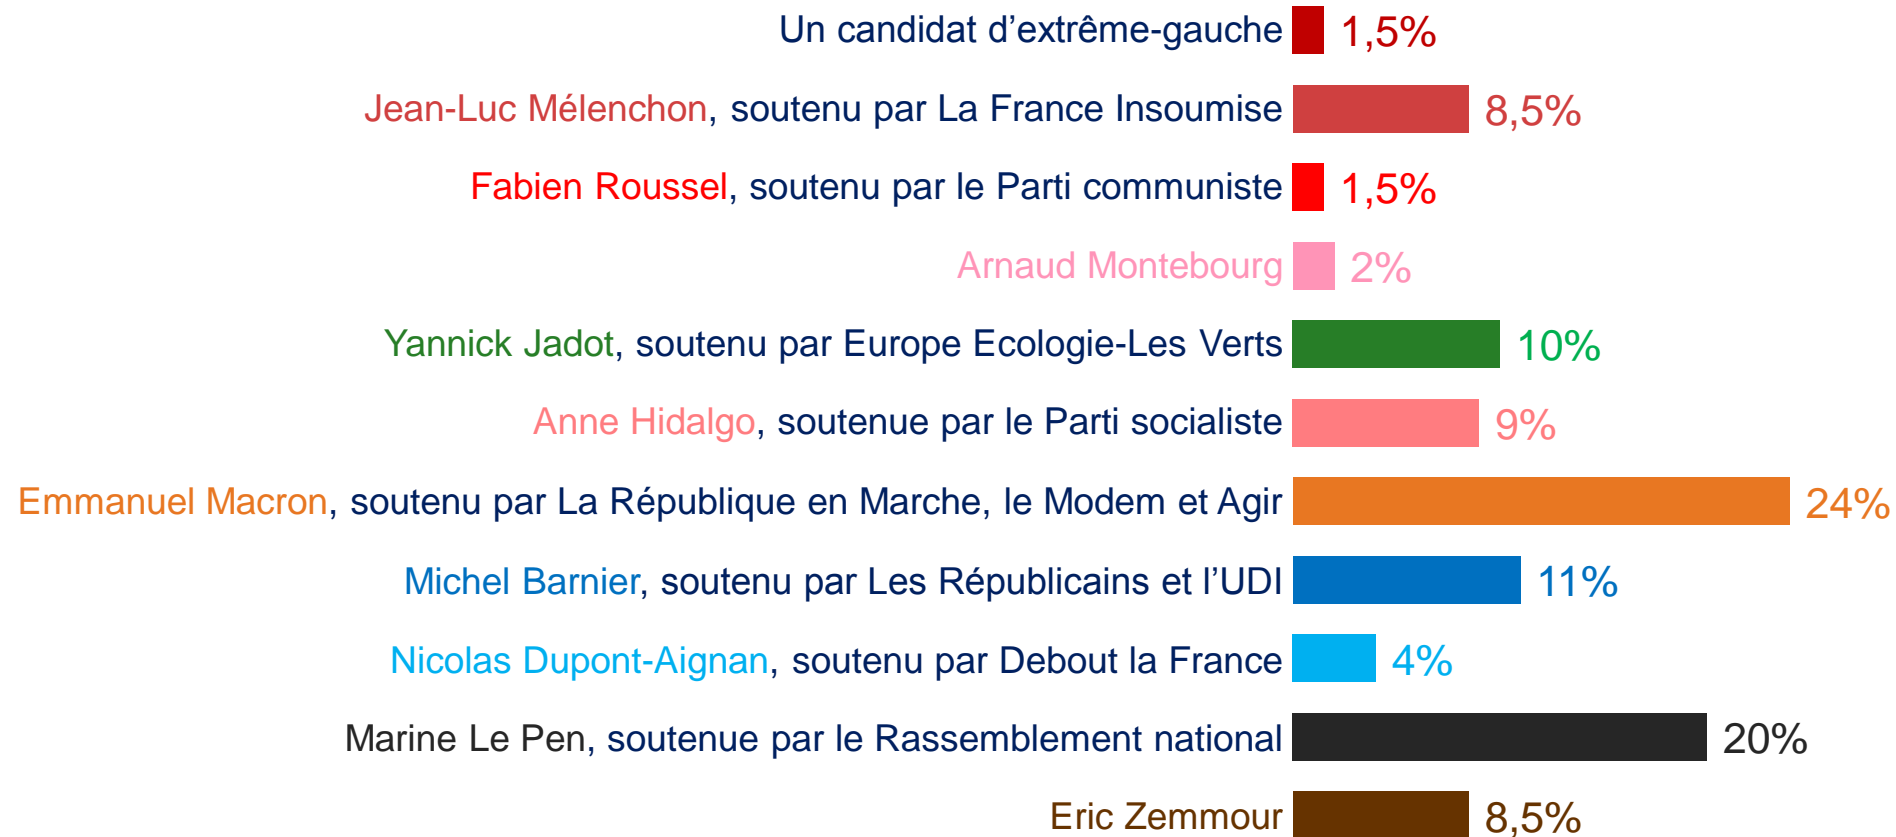 Un candidat d’extrême-gauche 1,5%
Jean-Luc Mélenchon, soutenu par La France Insoumise 8,5%
Fabien Roussel, soutenu par le Parti communiste 1,5%
Arnaud Montebourg 2%
Yannick Jadot, soutenu par Europe Ecologie-Les Verts 10%
Anne Hidalgo, soutenue par le Parti socialiste 9%
Emmanuel Macron, soutenu par La République en Marche, le Modem et Agir 24%
Michel Barnier, soutenu par Les Républicains et l’UDI 11%
Nicolas Dupont-Aignan, soutenu par Debout la France 4%
Marine Le Pen, soutenue par le Rassemblement national 20%
Eric Zemmour 8,5%